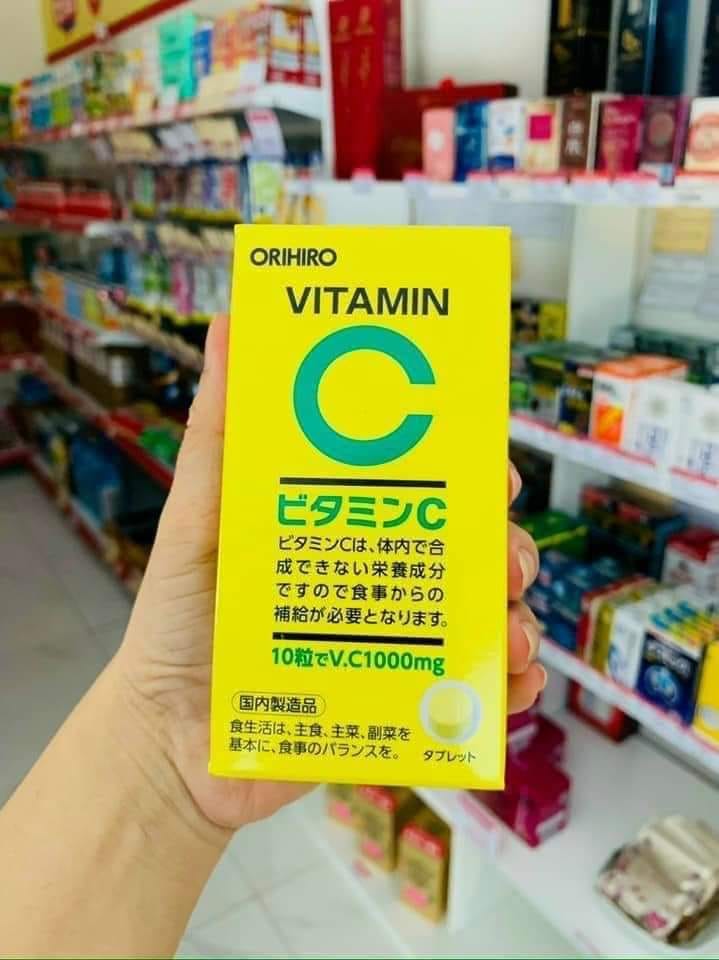 ORIHIRO
VITAMIN
C
ビタミンC
ビタミンCは、体内で合
成できない栄養成分
ですので食事からの
補給が必要となります。
10粒でV.C1000mg
国内製造品
食生活は、主食、主菜、副菜を
基本に、食事のバランスを。
タブレット